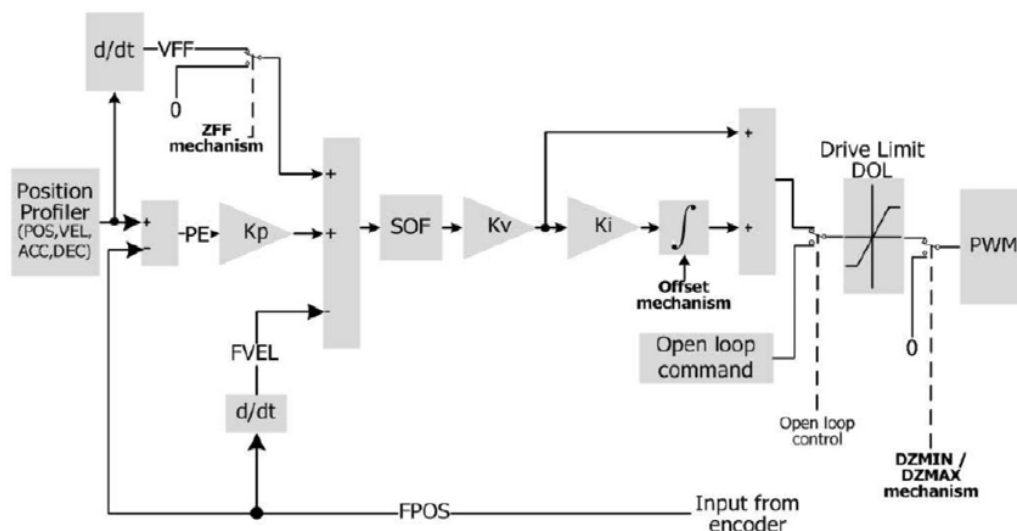 d/dt
VFF
0
ZFF
mechanism
Position
Profiler
(POS,VEL,
ACC,DEC)
+
−
PE
Kp
+
+
−
SOF
Kv
Ki
∫
Offset
mechanism
+
+
Open loop
command
Drive Limit
DOL
PWM
0
Open loop
control
DZMIN /
DZMAX
mechanism
FVEL
d/dt
FPOS
Input from
encoder